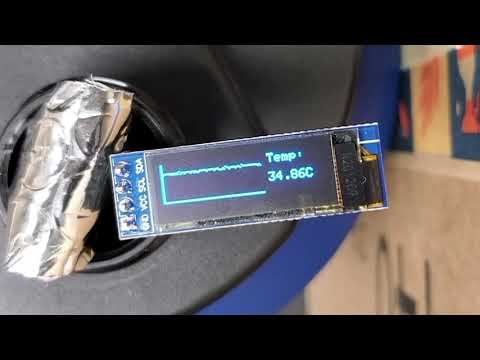 Temp:
34.86C
GND VCC SCL SDA